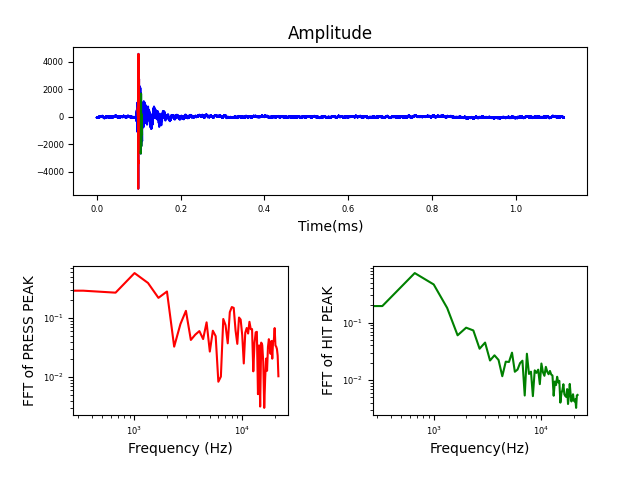 Amplitude
4000
2000
0
−2000
−4000
0.0 0.2 0.4 0.6 0.8 1.0
Time(ms)
FFT of PRESS PEAK
10⁻¹
10⁻²
10³ 10⁴
Frequency (Hz)
FFT of HIT PEAK
10⁻¹
10⁻²
10³ 10⁴
Frequency(Hz)